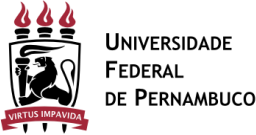 UNIVERSIDADE
FEDERAL
DE PERNAMBUCO
VIRTUS IMPAVIDA